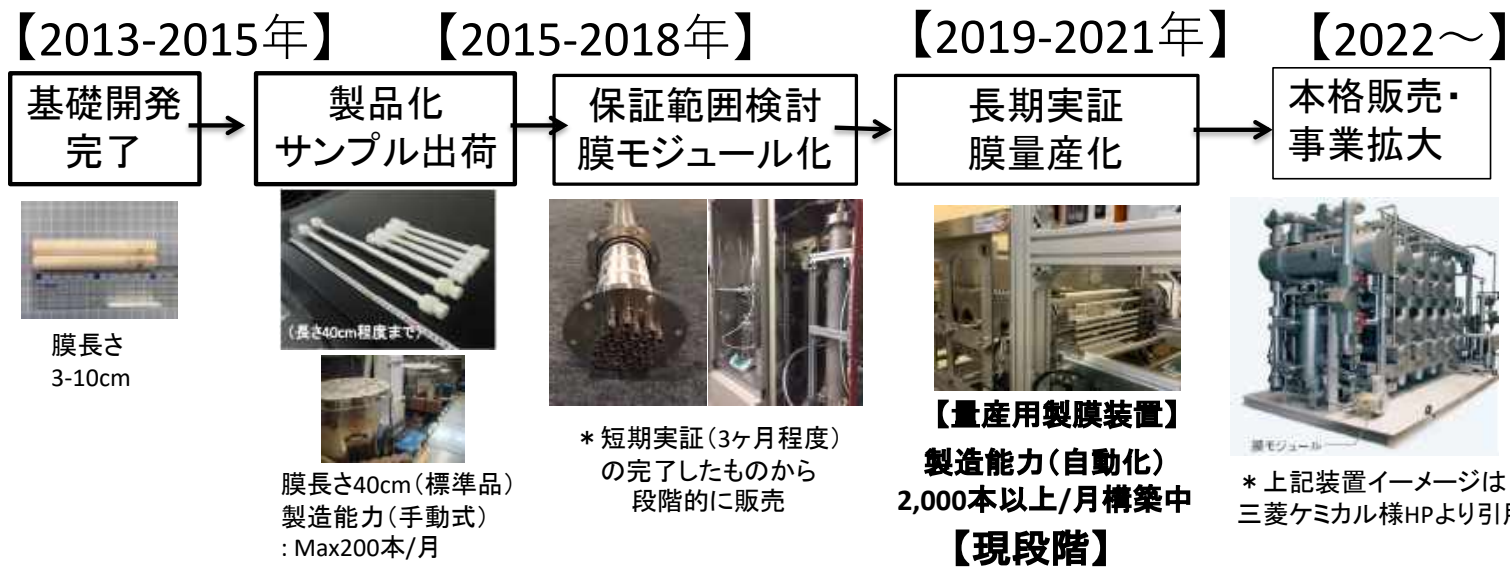 【2013-2015年】
【2015-2018年】
【2019-2021年】
【2022～】
基礎開発
完了
製品化
サンプル出荷
保証範囲検討
膜モジュール化
長期実証
膜量産化
本格販売・
事業拡大
膜長さ
3-10cm
(長さ40cm程度まで)
膜長さ40cm(標準品)
製造能力(手動式)
: Max200本/月
*短期実証(3ヶ月程度)
の完了したものから
段階的に販売
【量産用製膜装置】
製造能力(自動化)
2,000本以上/月構築中
【現段階】
膜モジュール
*上記装置イメージは
三菱ケミカル様HPより引用